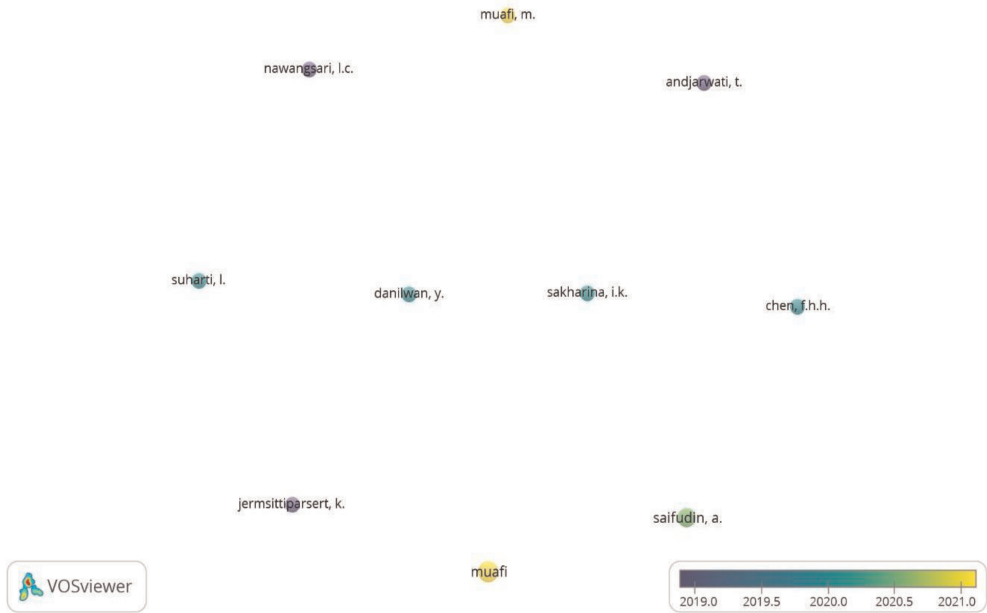 muafi, m.
nawangsari, l.c.
andjarwati, t.
suharti, l.
danilwan, y.
sakharina, i.k.
chen, f.h.h.
jermsittiparsert, k.
saifudin, a.
muafi
VOSviewer
2019.0 2019.5 2020.0 2020.5 2021.0